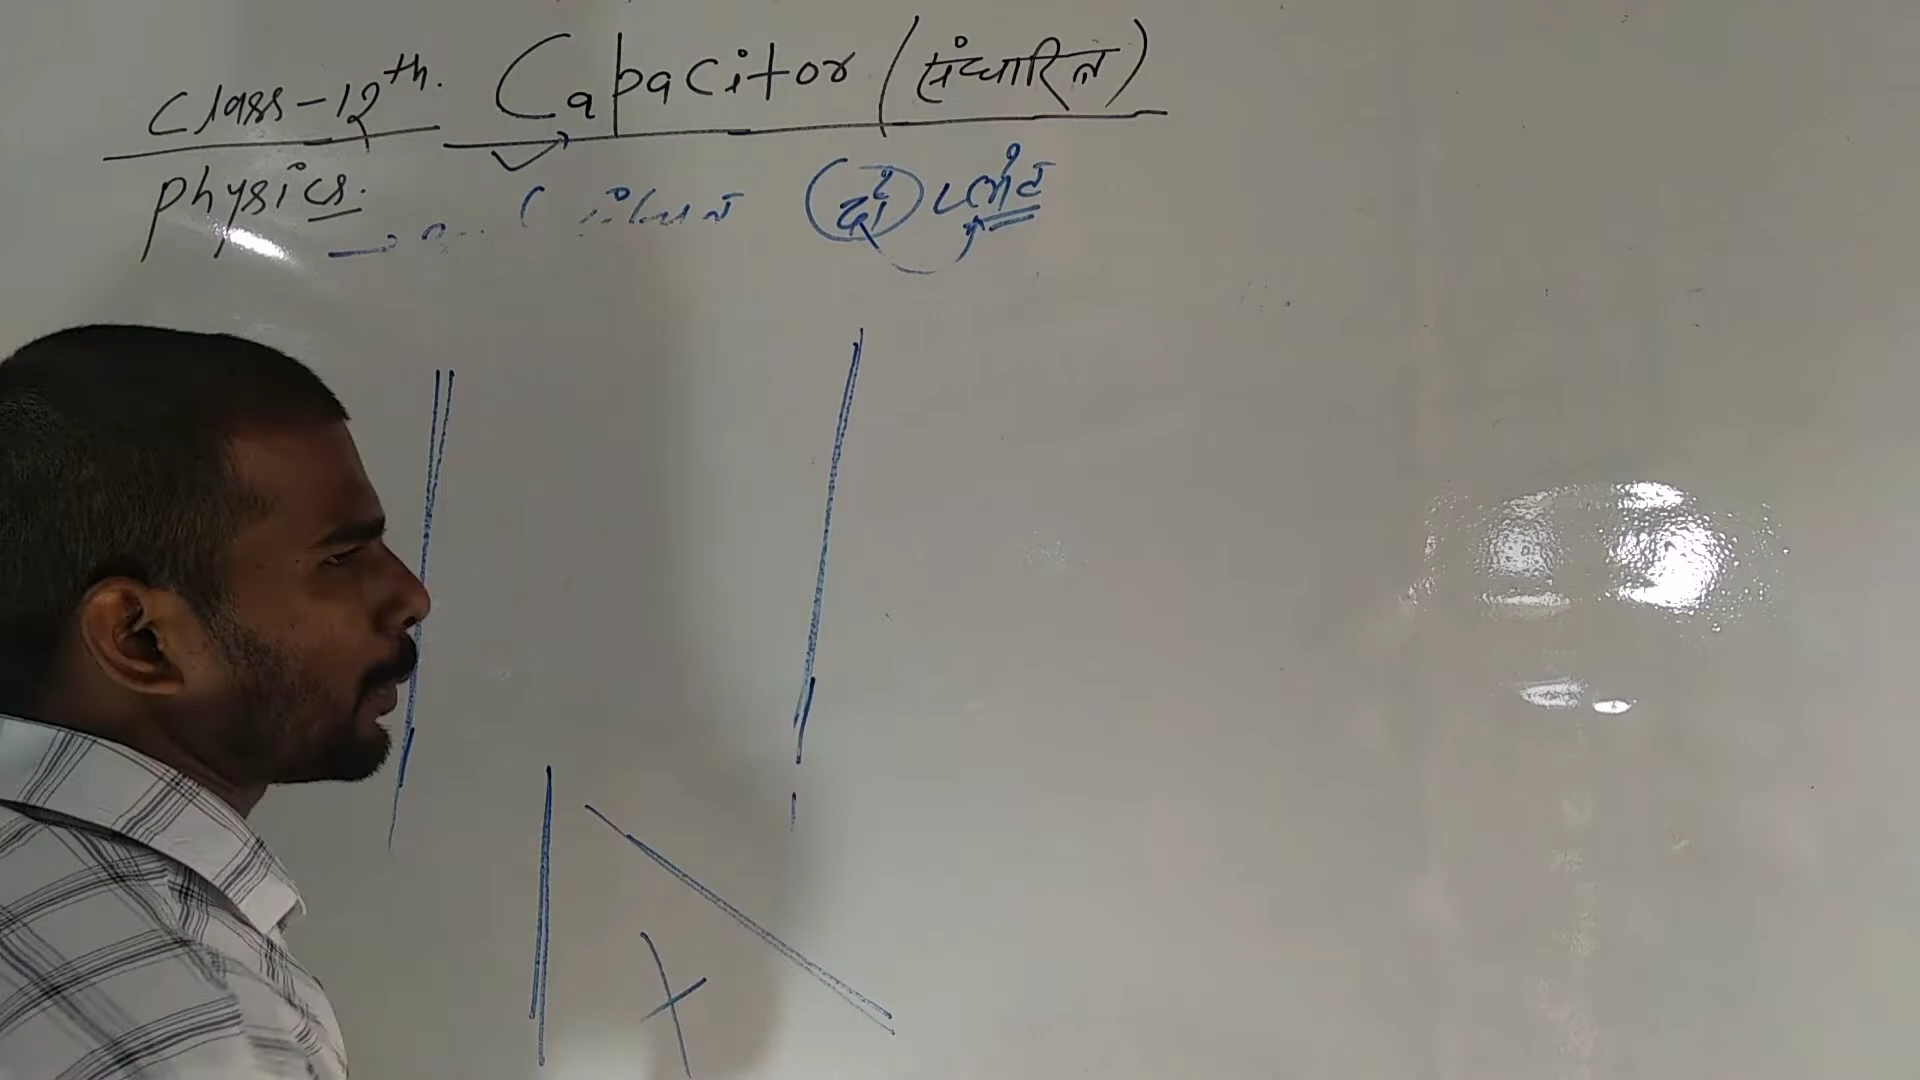 Class-12th. Capacitor (संधारित्र)
Physics.
दो प्लेट